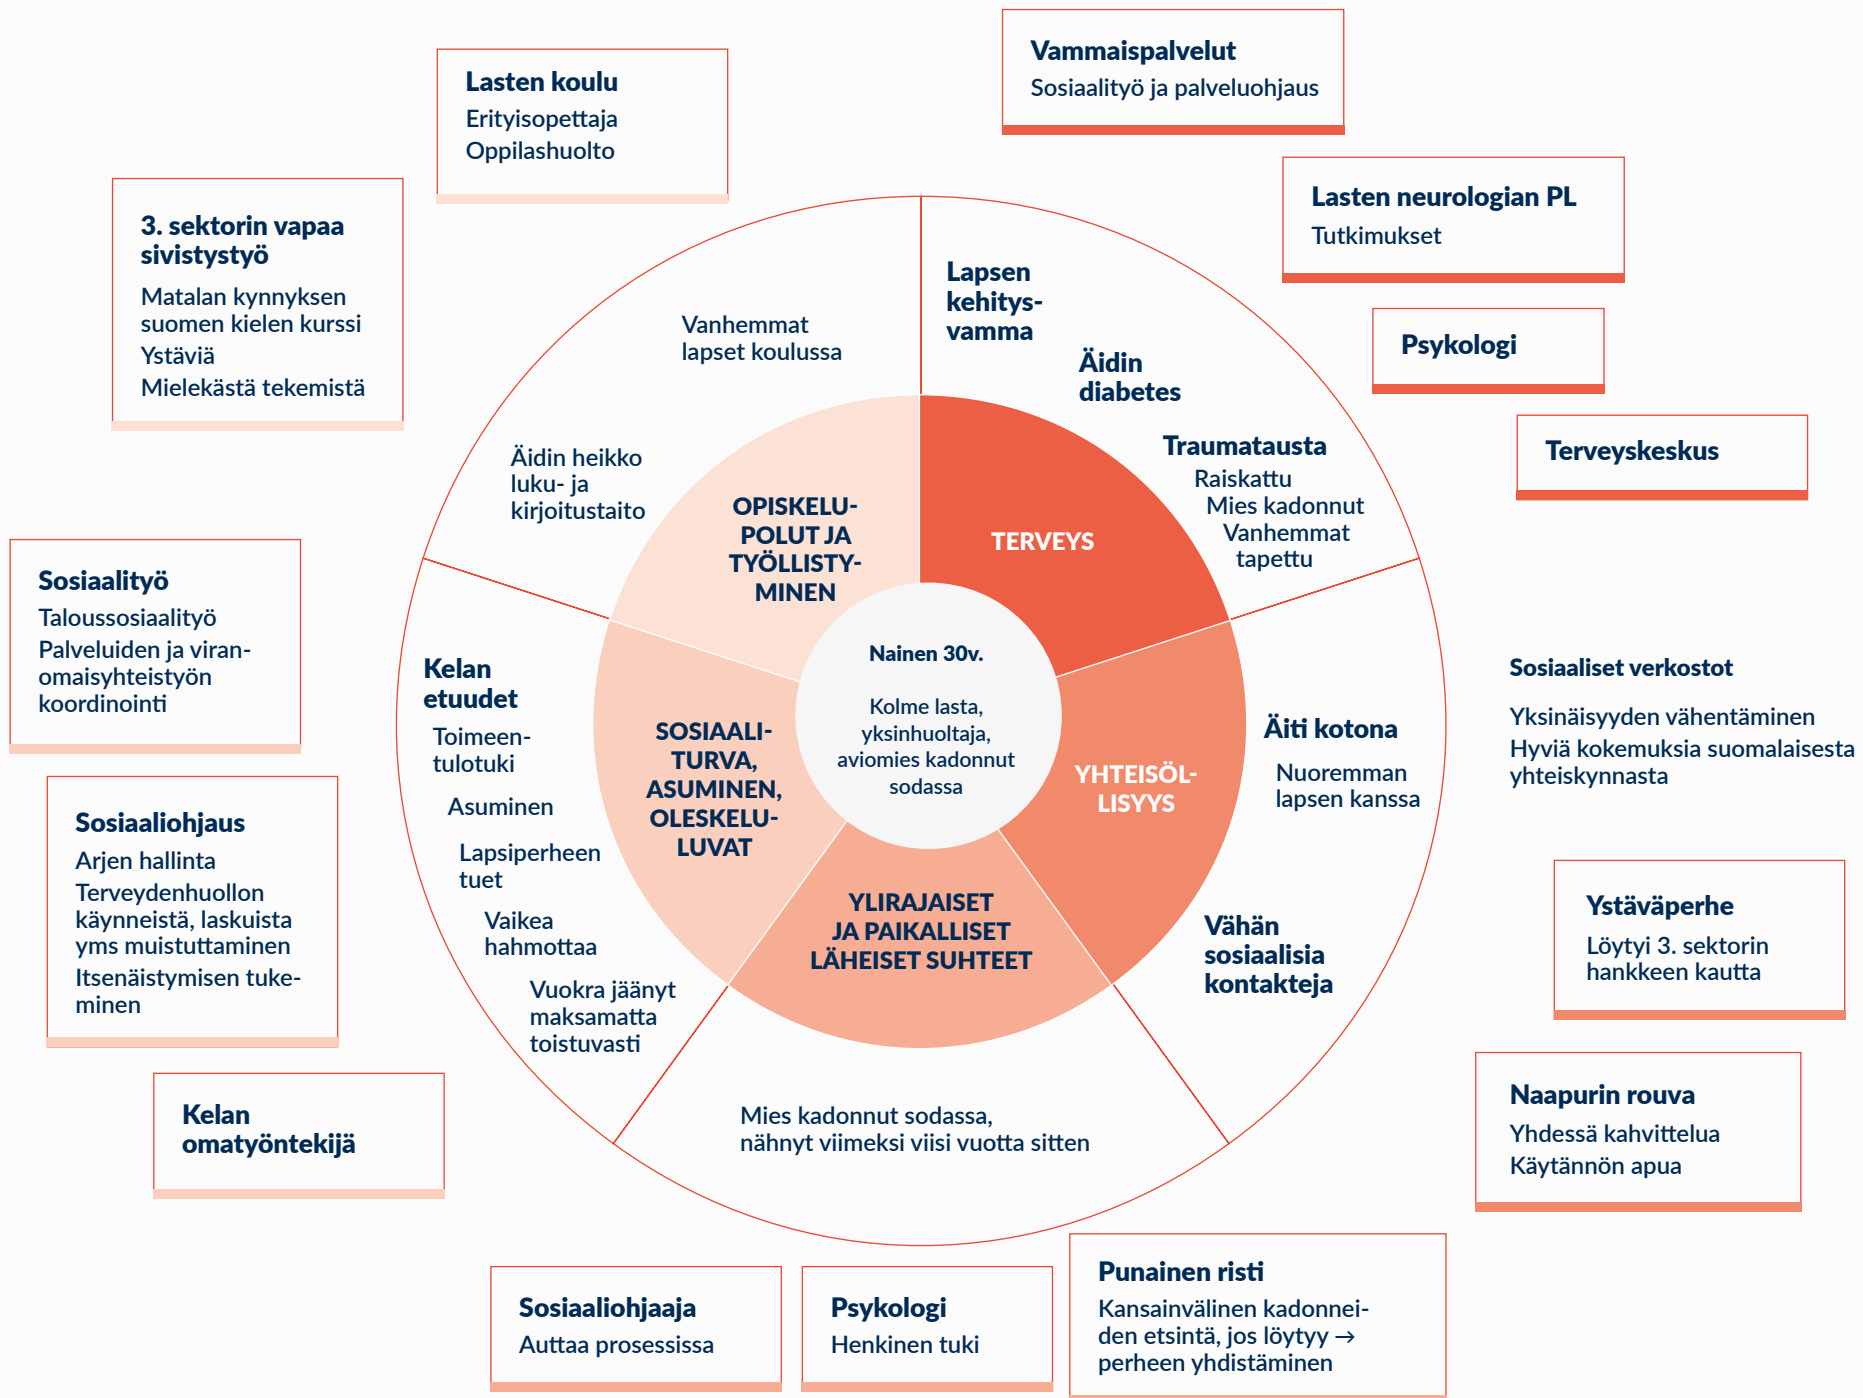 Vammaispalvelut
Sosiaalityö ja palveluohjaus
Lasten koulu
Erityisopettaja
Oppilashuolto
Lasten neurologian PL
Tutkimukset
3. sektorin vapaa
sivistystyö
Matalan kynnyksen
suomen kielen kurssi
Ystäviä
Mielekästä tekemistä
Psykologi
Terveyskeskus
Vanhemmat
lapset koulussa
Äidin heikko
luku- ja
kirjoitustaito
Lapsen
kehitys-
vamma
Äidin
diabetes
Traumatausta
Raiskattu
Mies kadonnut
Vanhemmat
tapettu
OPISKELU-
POLUT JA
TYÖLLISTY-
MINEN
TERVEYS
Nainen 30v.
Kolme lasta,
yksinhuoltaja,
aviomies kadonnut
sodassa
SOSIAALI-
TURVA,
ASUMINEN,
OLESKELU-
LUVAT
YHTEISÖL-
LISYYS
YLIRAJAISET
JA PAIKALLISET
LÄHEISET SUHTEET
Sosiaalityö
Taloussosiaalityö
Palveluiden ja viran-
omaisyhteistyön
koordinointi
Kelan
etuudet
Toimeen-
tulotuki
Asuminen
Lapsiperheen
tuet
Vaikea
hahmottaa
Vuokra jäänyt
maksamatta
toistuvasti
Äiti kotona
Nuoremman
lapsen kanssa
Vähän
sosiaalisia
kontakteja
Sosiaaliset verkostot
Yksinäisyyden vähentäminen
Hyviä kokemuksia suomalaisesta
yhteiskynnasta
Sosiaaliohjaus
Arjen hallinta
Terveydenhuollon
käynneistä, laskuista
yms muistuttaminen
Itsenäistymisen tuke-
minen
Ystäväperhe
Löytyi 3. sektorin
hankkeen kautta
Kelan
omatyöntekijä
Mies kadonnut sodassa,
nähnyt viimeksi viisi vuotta sitten
Naapurin rouva
Yhdessä kahvittelua
Käytännön apua
Sosiaaliohjaaja
Auttaa prosessissa
Psykologi
Henkinen tuki
Punainen risti
Kansainvälinen kadonnei-
den etsintä, jos löytyy →
perheen yhdistäminen